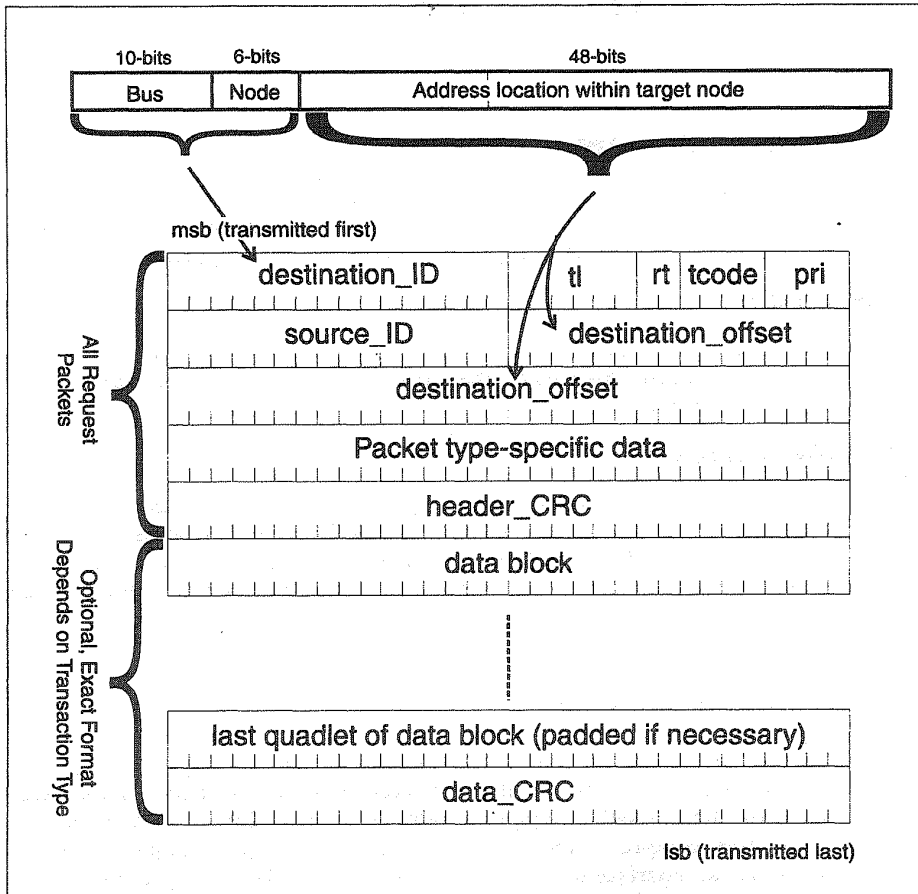 10-bits 6-bits 48-bits
Bus Node Address location within target node
msb (transmitted first)
destination_ID tl rt tcode pri
source_ID destination_offset
destination_offset
Packet type-specific data
header_CRC
All Request
Packets
data block
last quadlet of data block (padded if necessary)
data_CRC
Optional, Exact Format
Depends on Transaction Type
lsb (transmitted last)